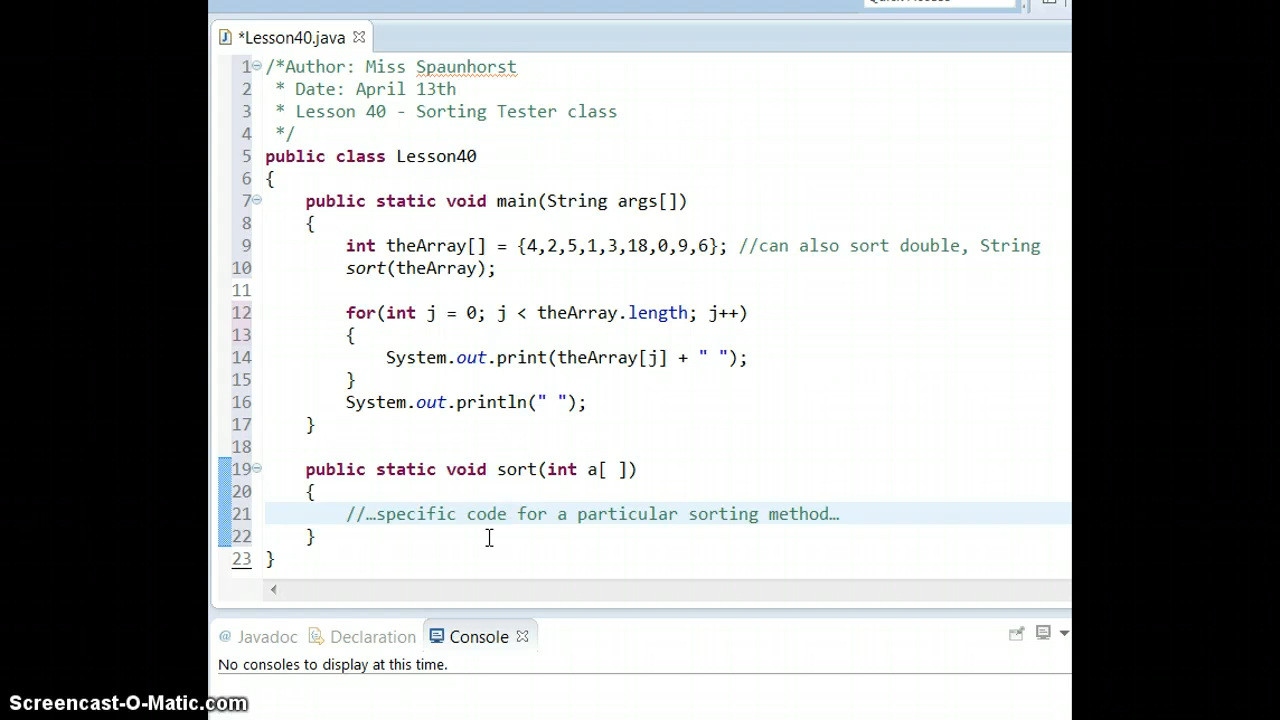 *Lesson40.java
1 /*Author: Miss Spaunhorst
2 * Date: April 13th
3 * Lesson 40 - Sorting Tester class
4 */
5 public class Lesson40
6 {
7 public static void main(String args[])
8 {
9 int theArray[] = {4,2,5,1,3,18,0,9,6}; //can also sort double, String
10 sort(theArray);
11
12 for(int j = 0; j < theArray.length; j++)
13 {
14 System.out.print(theArray[j] + " ");
15 }
16 System.out.println(" ");
17 }
18
19 public static void sort(int a[ ])
20 {
21 //…specific code for a particular sorting method…
22 }
23 }
@ Javadoc Declaration Console
No consoles to display at this time.
Screencast-O-Matic.com